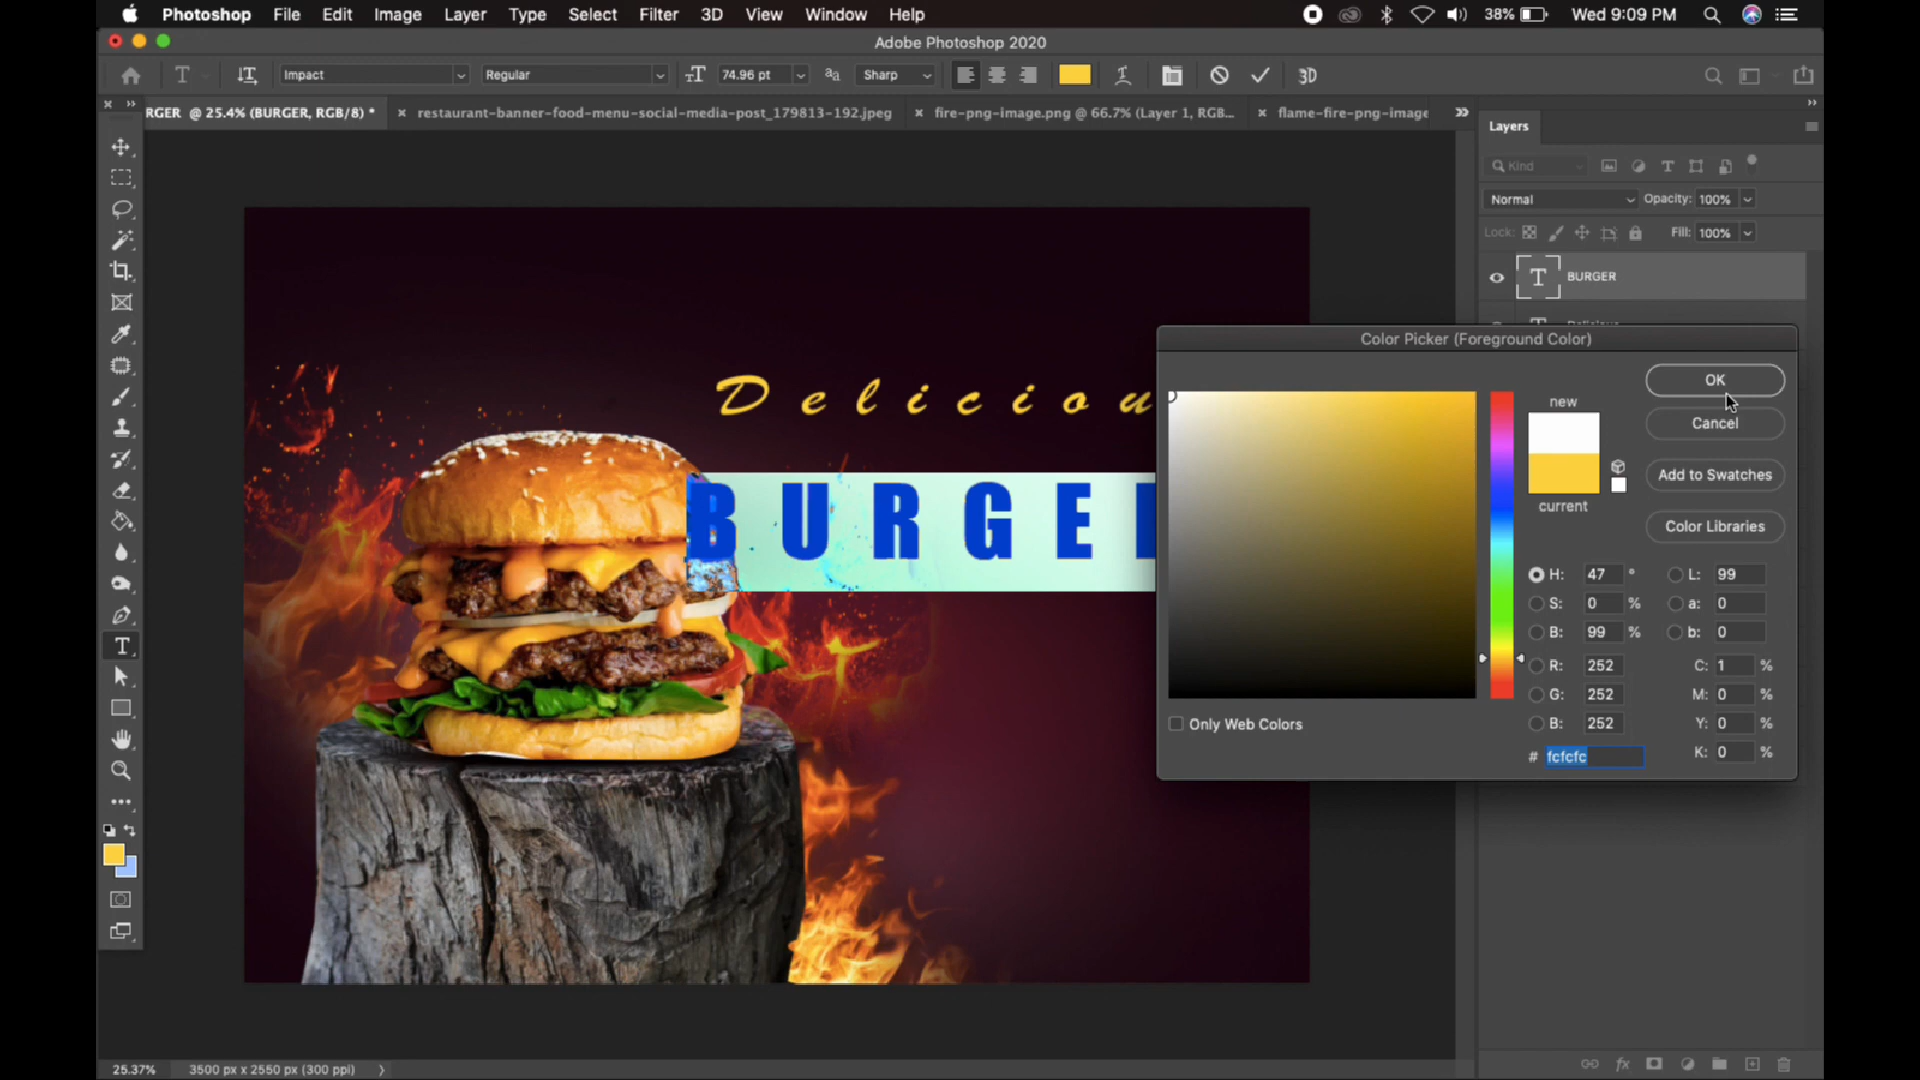 Photoshop File Edit Image Layer Type Select Filter 3D View Window Help 38% Wed 9:09 PM
Adobe Photoshop 2020
Impact Regular 74.96 pt Sharp 3D
RGER @ 25.4% (BURGER, RGB/8) * restaurant-banner-food-menu-social-media-post_179813-192.jpeg fire-png-image.png @ 66.7% (Layer 1, RGB... flame-fire-png-image
Layers
Kind
Normal Opacity: 100%
Lock: Fill: 100%
BURGER
Delicious
Color Picker (Foreground Color)
OK
new
Cancel
Add to Swatches
current
Color Libraries
H: 47 ° L: 99
S: 0 % a: 0
B: 99 % b: 0
R: 252 C: 1 %
G: 252 M: 0 %
B: 252 Y: 0 %
Only Web Colors
# fcfcfc K: 0 %
Deliciou
BURGE
25.37% 3500 px x 2550 px (300 ppi)